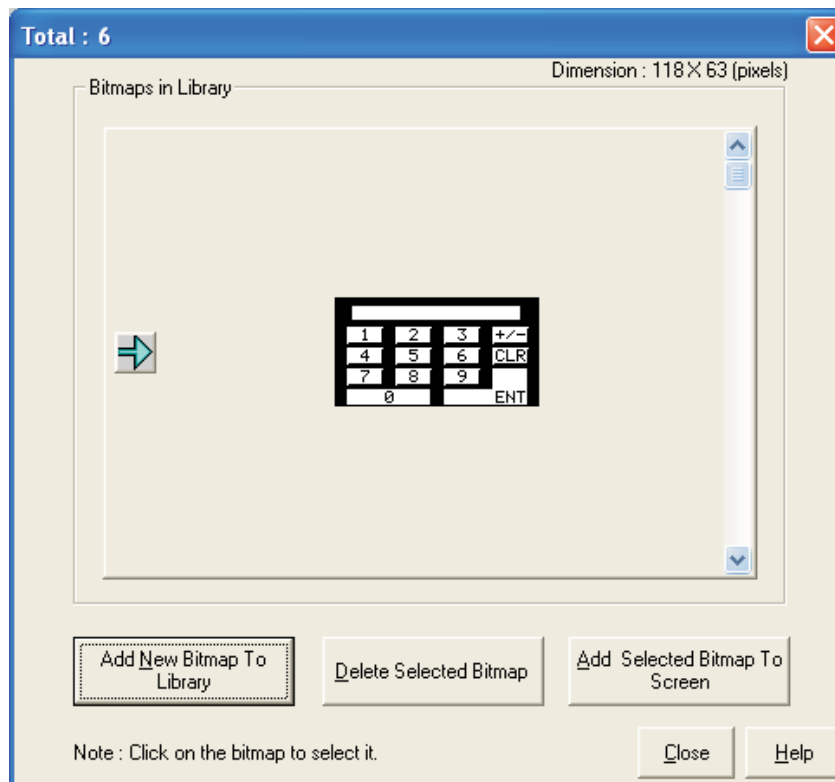 Total : 6
Dimension : 118 X 63 (pixels)
Bitmaps in Library
1 2 3 +/-
4 5 6 CLR
7 8 9
0 ENT
Add New Bitmap To
Library
Delete Selected Bitmap
Add Selected Bitmap To
Screen
Note : Click on the bitmap to select it.
Close
Help